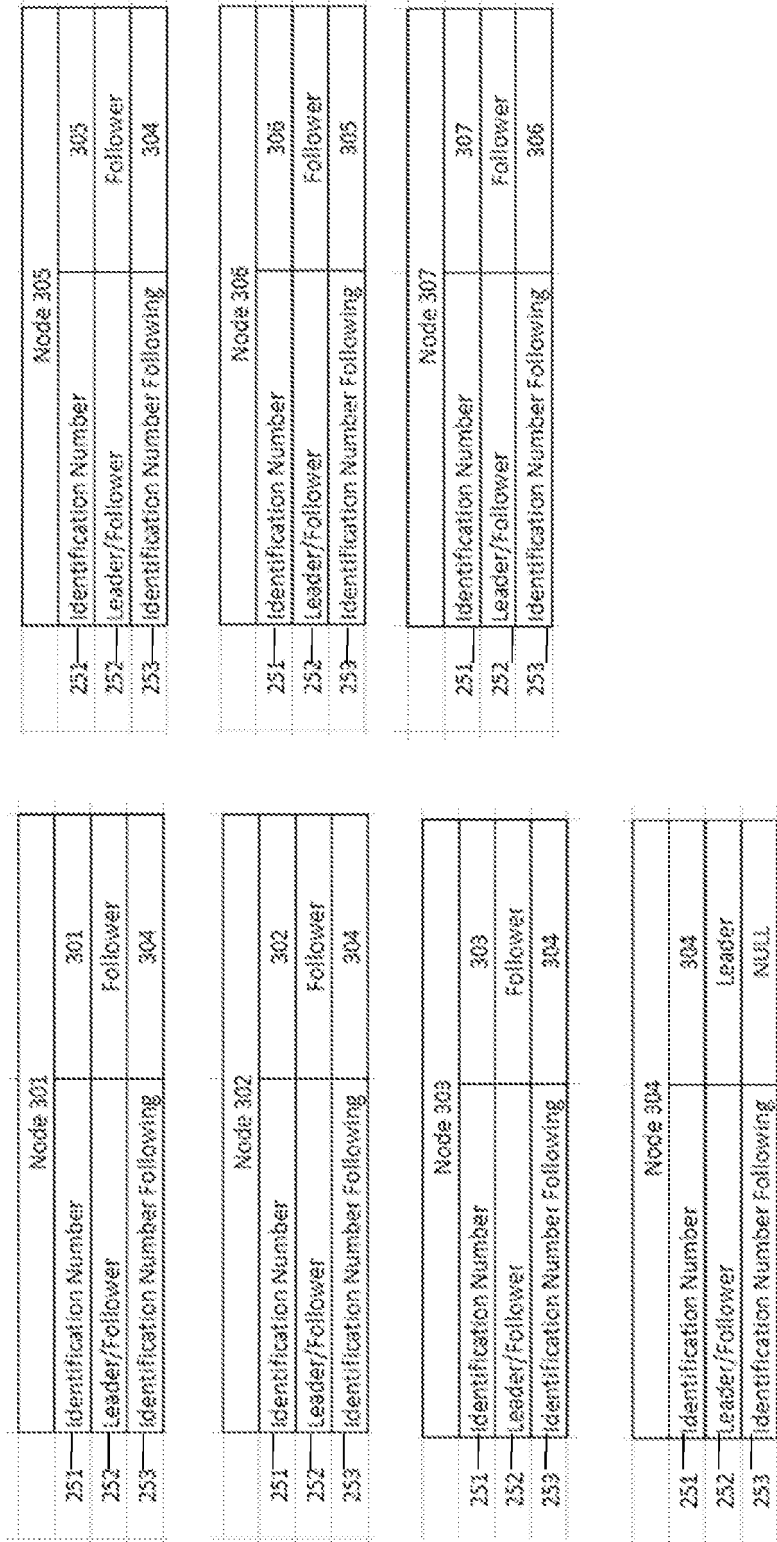 Node 301
251 Identification Number 301
252 Leader/Follower Follower
253 Identification Number Following 304
Node 302
251 Identification Number 302
252 Leader/Follower Follower
253 Identification Number Following 304
Node 303
251 Identification Number 303
252 Leader/Follower Follower
253 Identification Number Following 304
Node 304
251 Identification Number 304
252 Leader/Follower Leader
253 Identification Number Following NULL
Node 305
251 Identification Number 305
252 Leader/Follower Follower
253 Identification Number Following 304
Node 306
251 Identification Number 306
252 Leader/Follower Follower
253 Identification Number Following 305
Node 307
251 Identification Number 307
252 Leader/Follower Follower
253 Identification Number Following 306